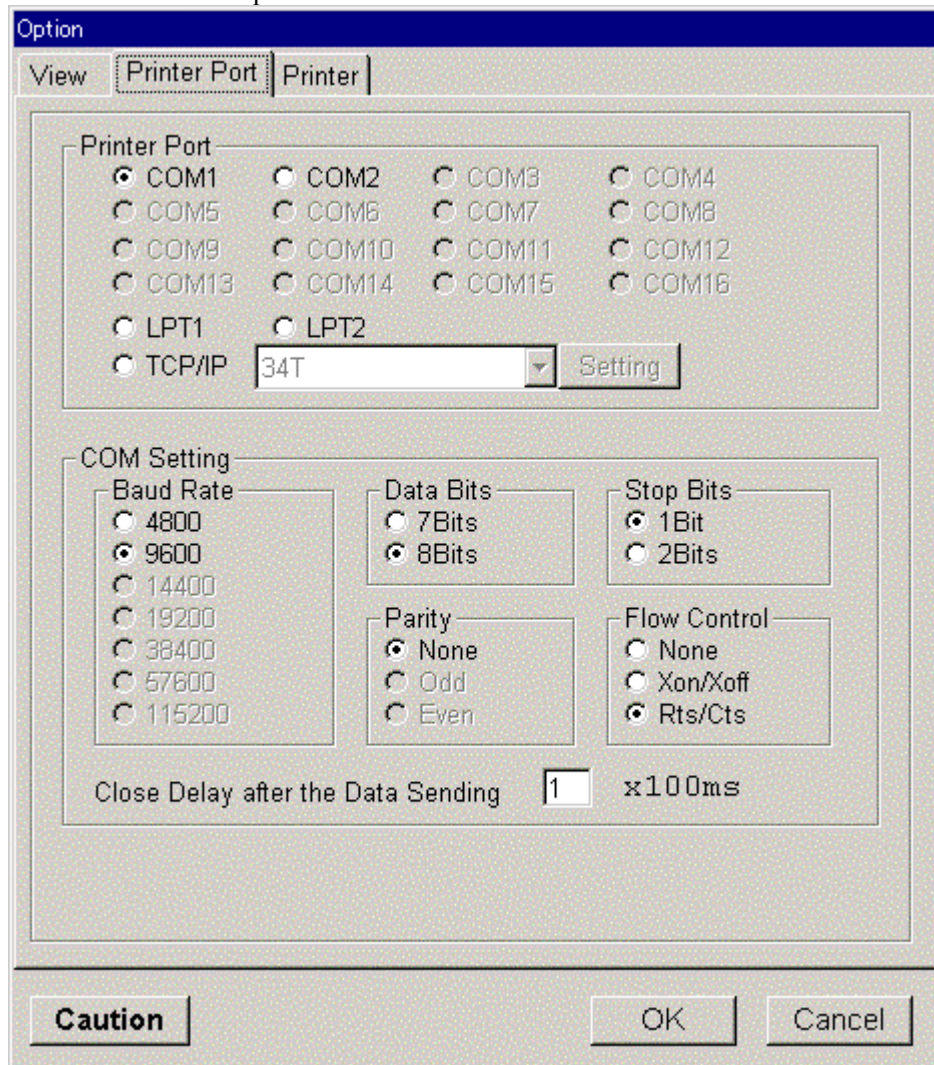 Option
View Printer Port Printer
Printer Port
COM1 COM2 COM3 COM4
COM5 COM6 COM7 COM8
COM9 COM10 COM11 COM12
COM13 COM14 COM15 COM16
LPT1 LPT2
TCP/IP 34T Setting
COM Setting
Baud Rate
4800
9600
14400
19200
38400
57600
115200
Data Bits
7Bits
8Bits
Stop Bits
1Bit
2Bits
Parity
None
Odd
Even
Flow Control
None
Xon/Xoff
Rts/Cts
Close Delay after the Data Sending 1 x100ms
Caution OK Cancel